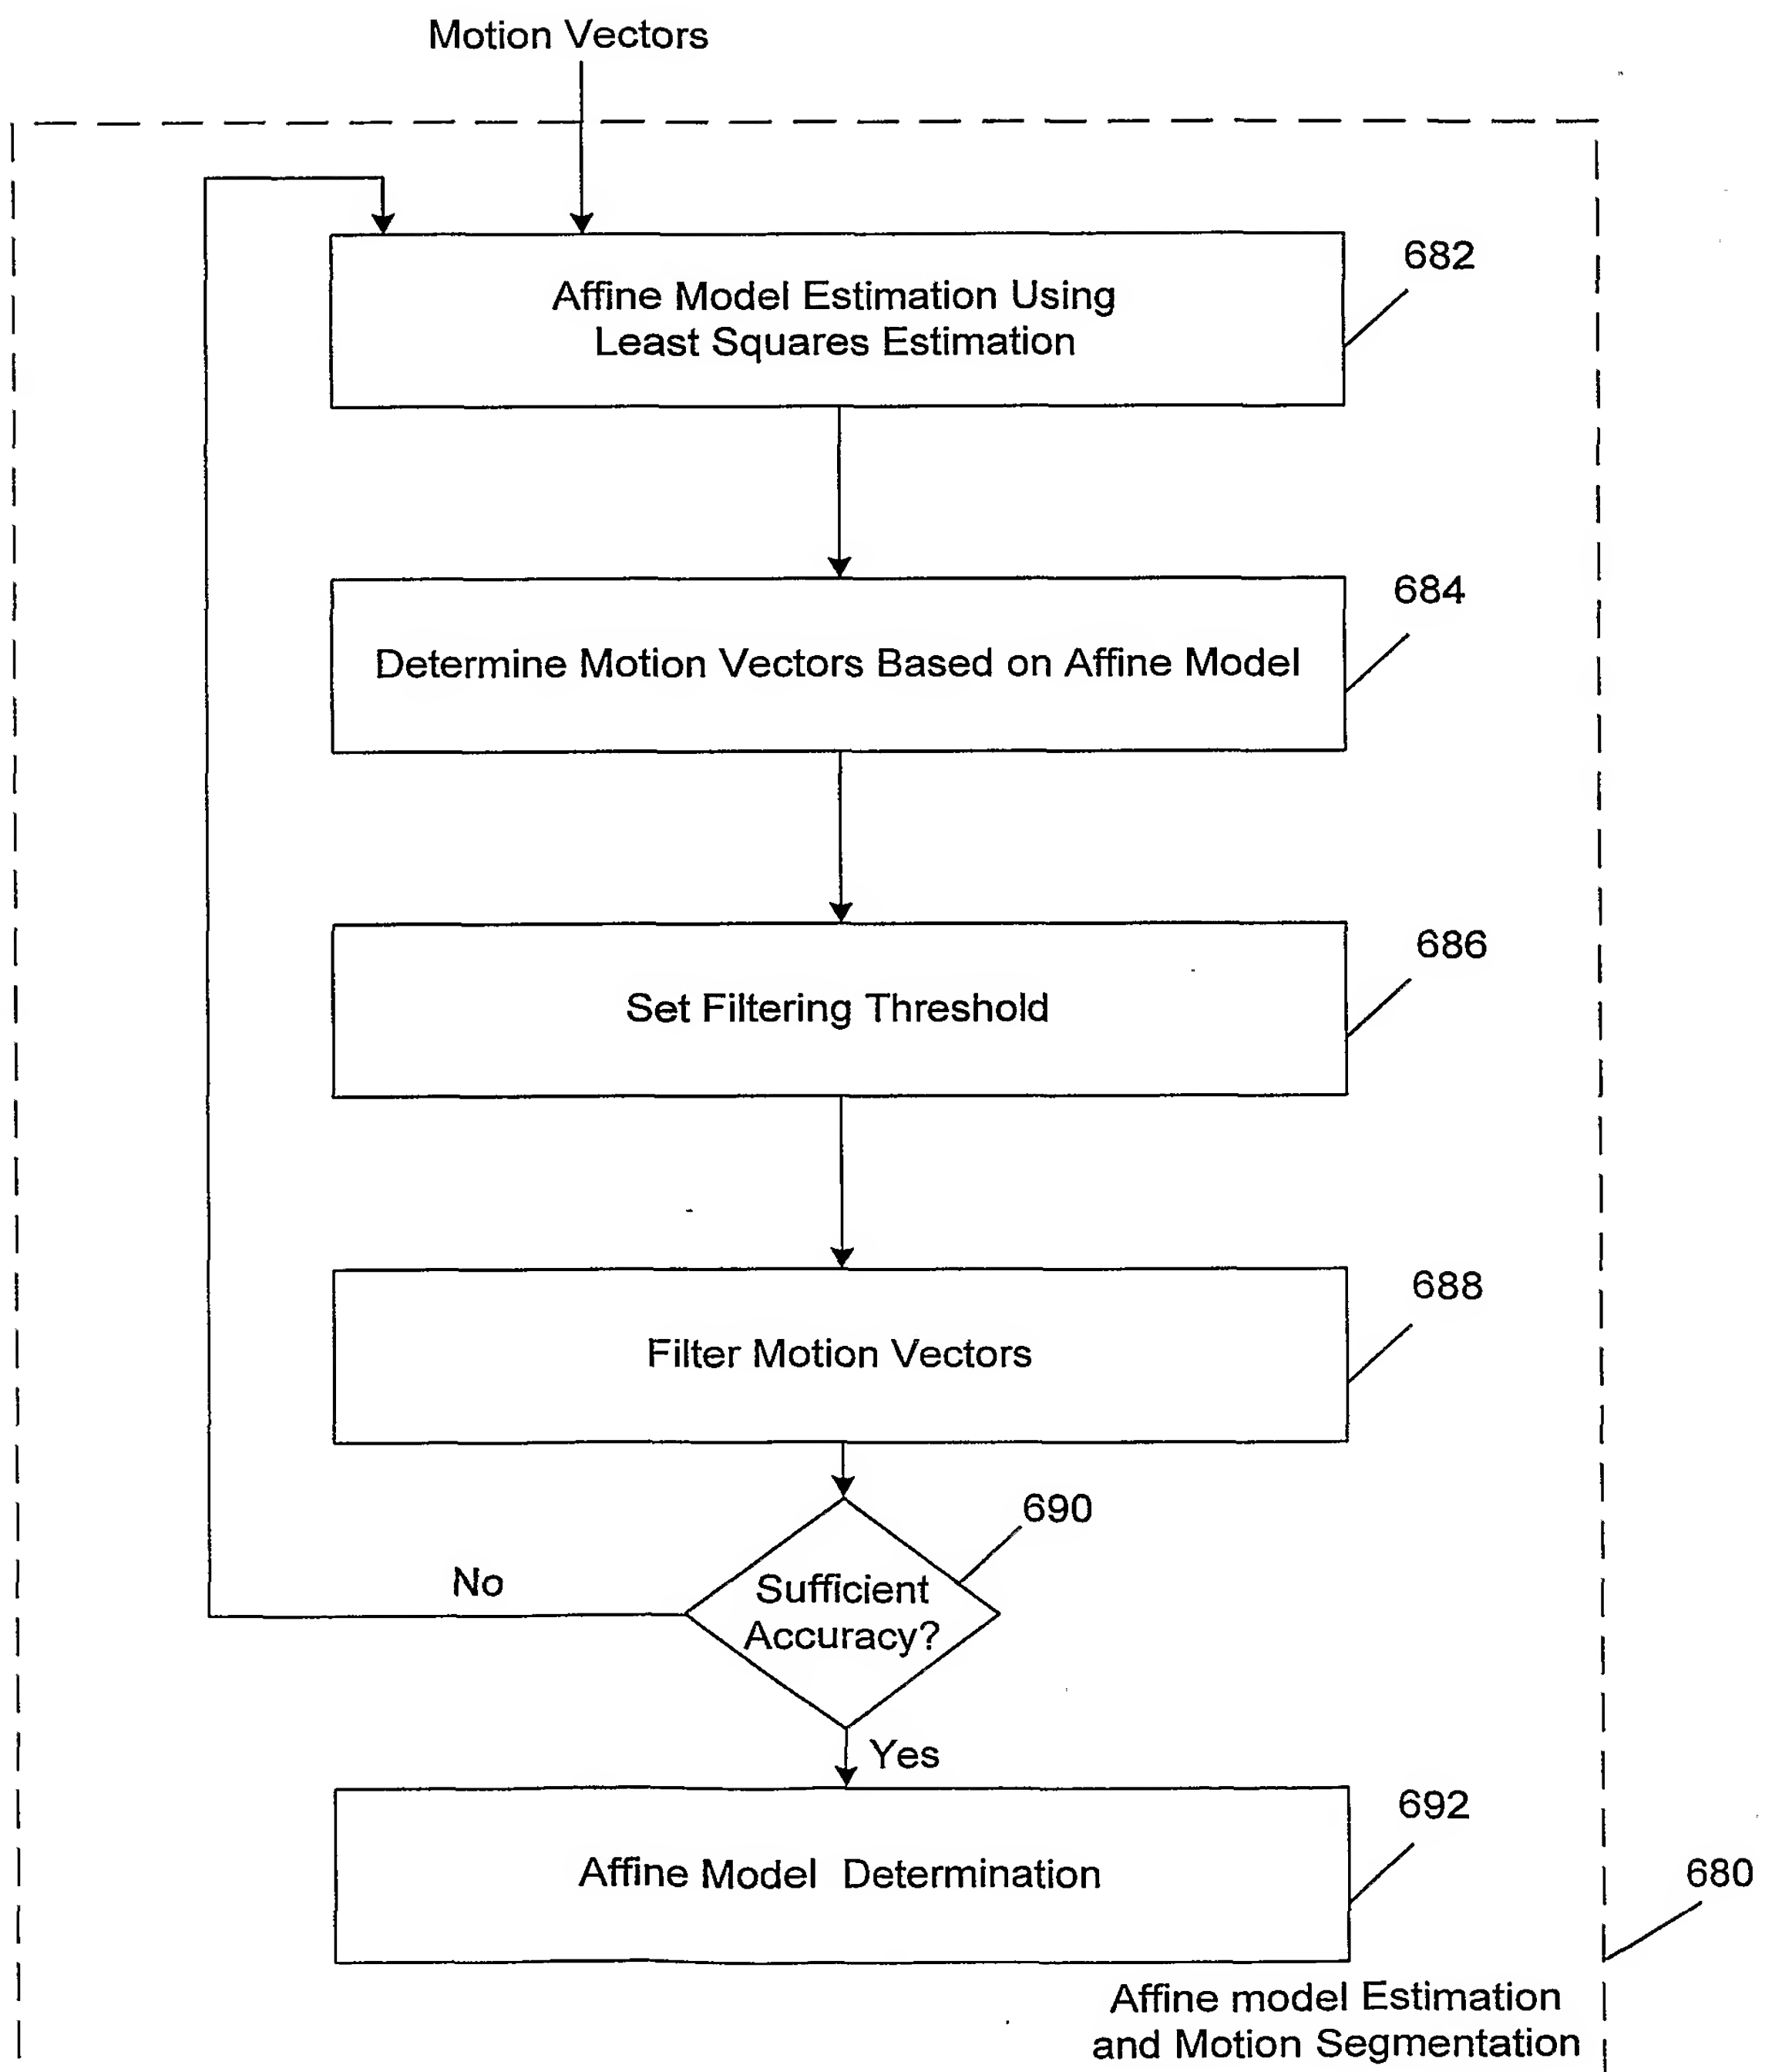 Motion Vectors
682
Affine Model Estimation Using
Least Squares Estimation
684
Determine Motion Vectors Based on Affine Model
686
Set Filtering Threshold
688
Filter Motion Vectors
690
No
Sufficient
Accuracy?
Yes
692
Affine Model Determination
680
Affine model Estimation
and Motion Segmentation